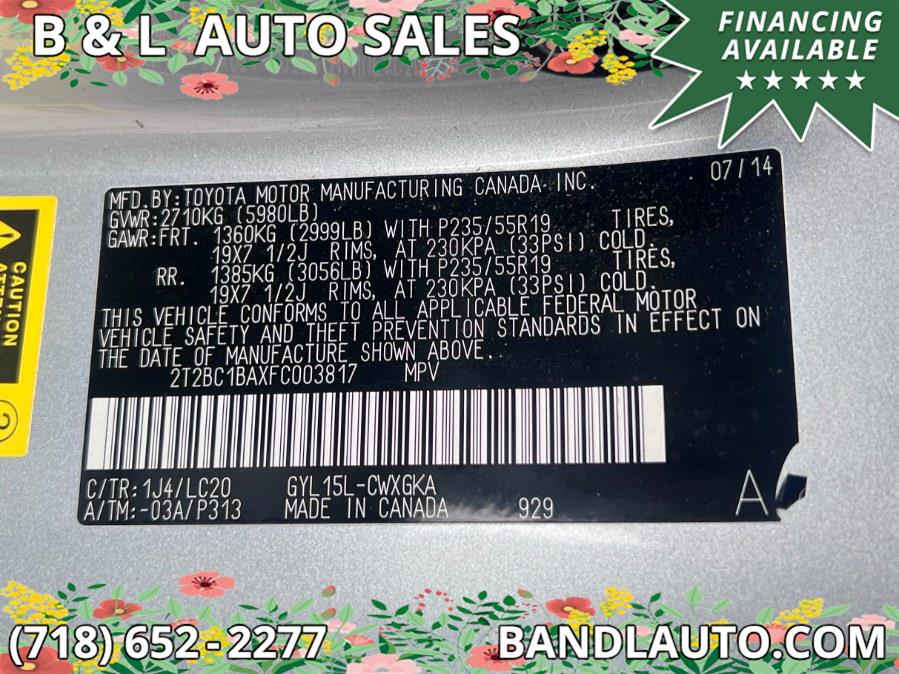 B & L AUTO SALES
FINANCING
AVAILABLE
MFD.BY:TOYOTA MOTOR MANUFACTURING CANADA INC. 07/14
GVWR:2710KG (5980LB)
GAWR:FRT. 1360KG (2999LB) WITH P235/55R19 TIRES,
19X7 1/2J RIMS, AT 230KPA (33PSI) COLD.
RR. 1385KG (3056LB) WITH P235/55R19 TIRES,
19X7 1/2J RIMS, AT 230KPA (33PSI) COLD.
THIS VEHICLE CONFORMS TO ALL APPLICABLE FEDERAL MOTOR
VEHICLE SAFETY AND THEFT PREVENTION STANDARDS IN EFFECT ON
THE DATE OF MANUFACTURE SHOWN ABOVE.
2T2BC1BAXFC003817 MPV
C/TR:1J4/LC20 GYL15L-CWXGKA
A/TM:-03A/P313 MADE IN CANADA 929 A
CAUTION
2
(718) 652-2277 BANDLAUTO.COM